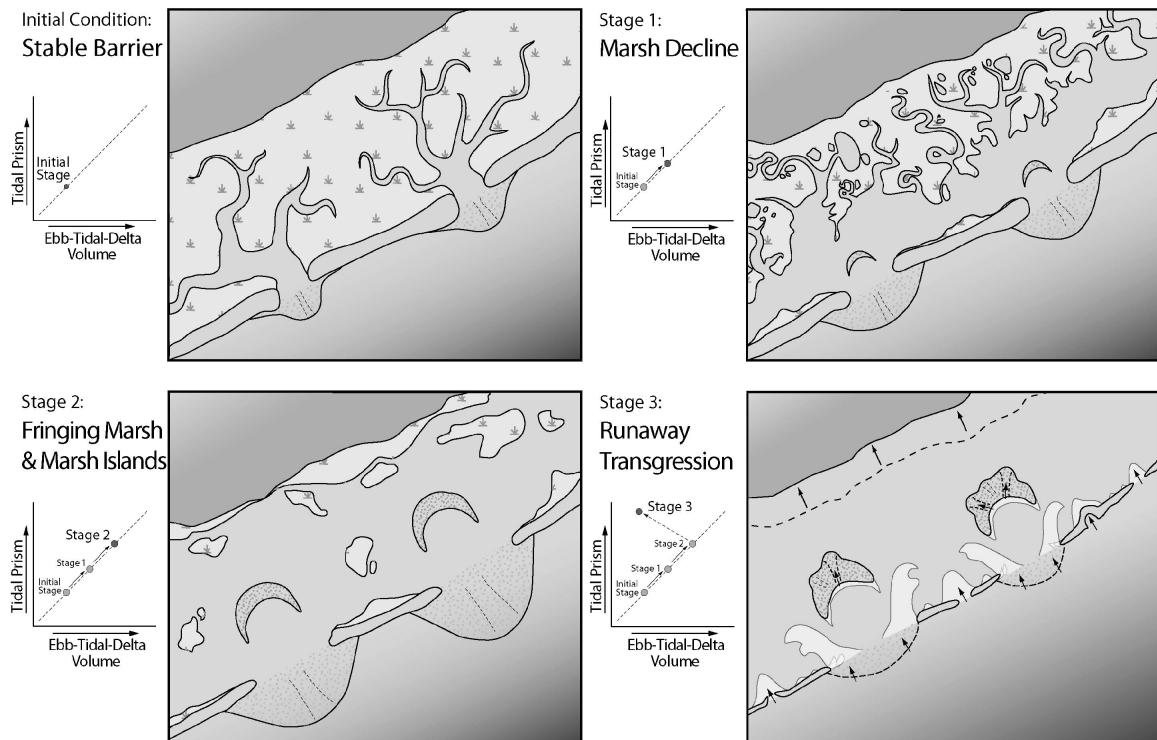 Initial Condition:
Stable Barrier
Tidal Prism
Initial
Stage
Ebb-Tidal-Delta
Volume
Stage 1:
Marsh Decline
Tidal Prism
Stage 1
Initial
Stage
Ebb-Tidal-Delta
Volume
Stage 2:
Fringing Marsh
& Marsh Islands
Tidal Prism
Stage 2
Stage 1
Initial
Stage
Ebb-Tidal-Delta
Volume
Stage 3:
Runaway
Transgression
Tidal Prism
Stage 3
Stage 2
Stage 1
Initial
Stage
Ebb-Tidal-Delta
Volume